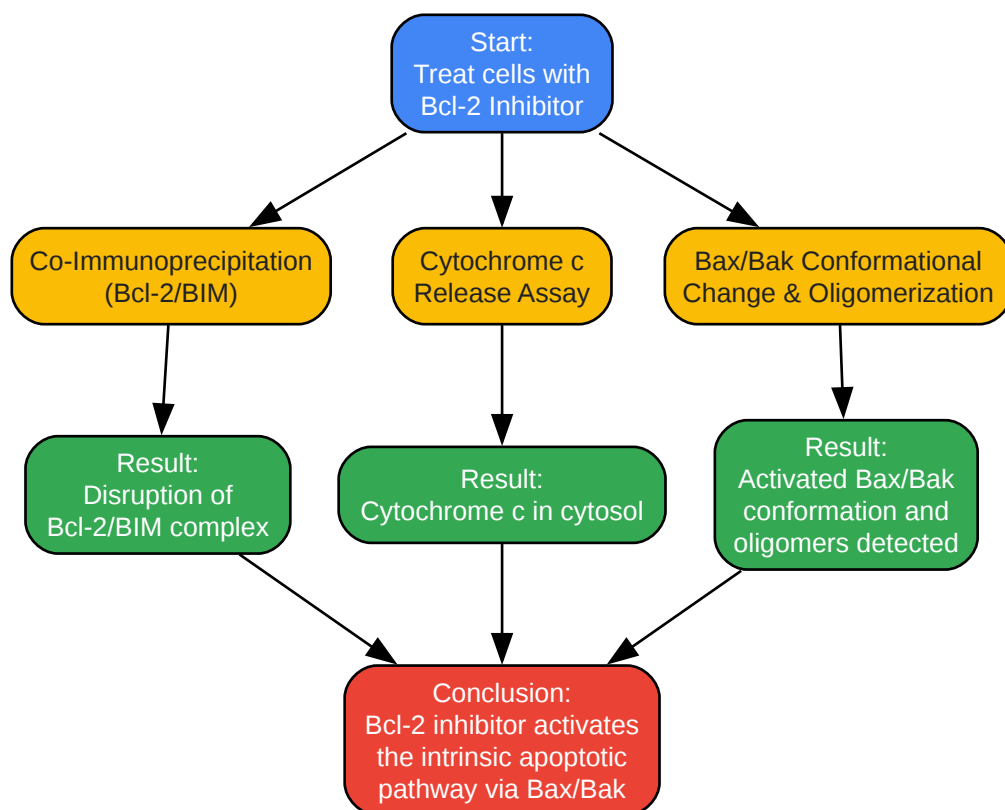 Start:
Treat cells with
Bcl-2 Inhibitor
Co-Immunoprecipitation
(Bcl-2/BIM)
Cytochrome c
Release Assay
Bax/Bak Conformational
Change & Oligomerization
Result:
Disruption of
Bcl-2/BIM complex
Result:
Cytochrome c in cytosol
Result:
Activated Bax/Bak
conformation and
oligomers detected
Conclusion:
Bcl-2 inhibitor activates
the intrinsic apoptotic
pathway via Bax/Bak